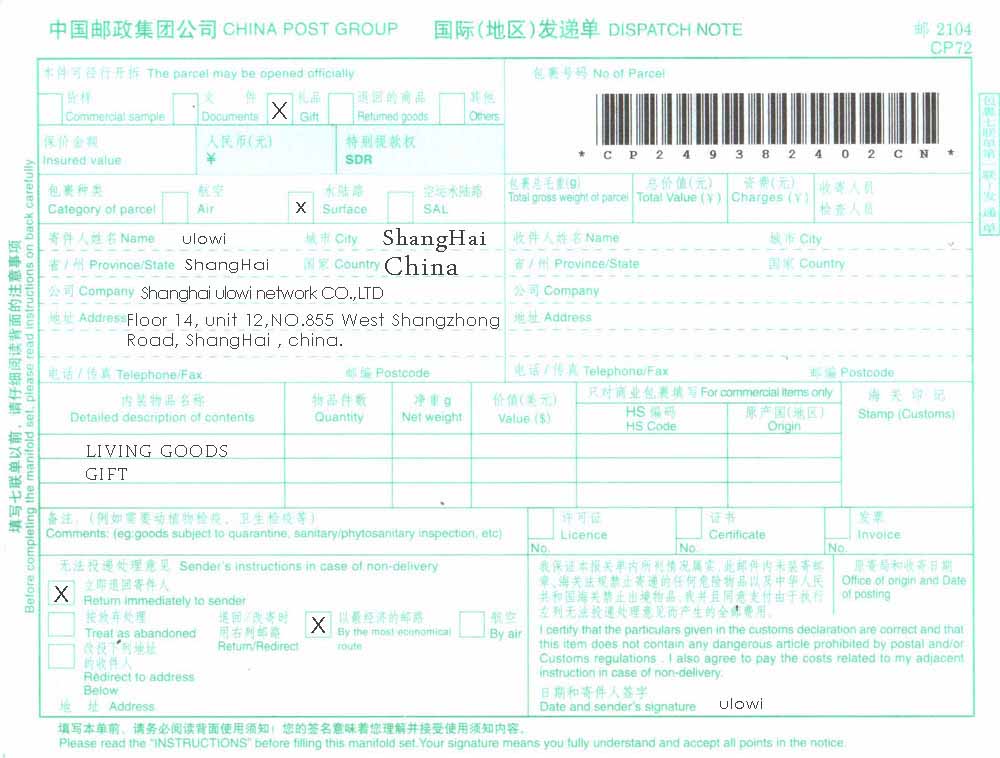 中国邮政集团公司 CHINA POST GROUP 国际(地区)发递单 DISPATCH NOTE 邮 2104
CP72
本件可径行开拆 The parcel may be opened officially
货样 Commercial sample
文件 Documents
X 礼品 Gift
退回的商品 Returned goods
其他 Others
包裹号码 No of Parcel
* C P 2 4 9 3 8 2 4 0 2 C N *
保价金额 Insured value
人民币(元) ¥
特别提款权 SDR
包裹种类 Category of parcel
航空 Air
X 水陆路 Surface
空运水陆路 SAL
包裹总毛重(g) Total gross weight of parcel
总价值(元) Total Value (¥)
资费(元) Charges (¥)
收寄人员
检查人员
寄件人姓名 Name ulowi 城市 City ShangHai
省/州 Province/State ShangHai 国家 Country China
公司 Company Shanghai ulowi network CO.,LTD
地址 Address Floor 14, unit 12,NO.855 West Shangzhong
Road, ShangHai , china.
电话/传真 Telephone/Fax 邮编 Postcode
收件人姓名 Name 城市 City
省/州 Province/State 国家 Country
公司 Company
地址 Address
电话/传真 Telephone/Fax 邮编 Postcode
内装物品名称 Detailed description of contents
物品件数 Quantity
净重 g Net weight
价值(美元) Value ($)
只对商业包裹填写 For commercial items only
HS 编码 HS Code
原产国(地区) Origin
海关印记 Stamp (Customs)
LIVING GOODS
GIFT
备注:(例如需要动植物检疫、卫生检疫等)
Comments: (eg:goods subject to quarantine, sanitary/phytosanitary inspection, etc)
许可证 Licence
No.
证书 Certificate
No.
发票 Invoice
No.
无法投递处理意见 Sender's instructions in case of non-delivery
X 立即退回寄件人
Return immediately to sender
按放弃处理
Treat as abandoned
改投下列地址
的收件人
Redirect to address
Below
退回/改寄时
用右列邮路
Return/Redirect
X 以最经济的邮路
By the most economical
route
航空
By air
地址 Address
我保证本报关单内所报情况属实,此邮件内未装寄邮
章、海关法规禁止寄递的任何危险物品以及中华人民
共和国海关禁止出境物品,我并且同意支付由于执行
左列无法投递处理意见所产生的全部费用。
I certify that the particulars given in the customs declaration are correct and that
this item does not contain any dangerous article prohibited by postal and/or
Customs regulations . I also agree to pay the costs related to my adjacent
instruction in case of non-delivery.
日期和寄件人签字
Date and sender's signature ulowi
原寄局和收寄日期
Office of origin and Date
of posting
填写本单前,请务必阅读背面使用须知!您的签名意味着您理解并接受使用须知内容。
Please read the "INSTRUCTIONS" before filling this manifold set.Your signature means you fully understand and accept all points in the notice.
填写七联单以前,请仔细阅读背面的注意事项
Before completing the manifold set, please read instructions on back carefully
包裹七联单第一联—发递单